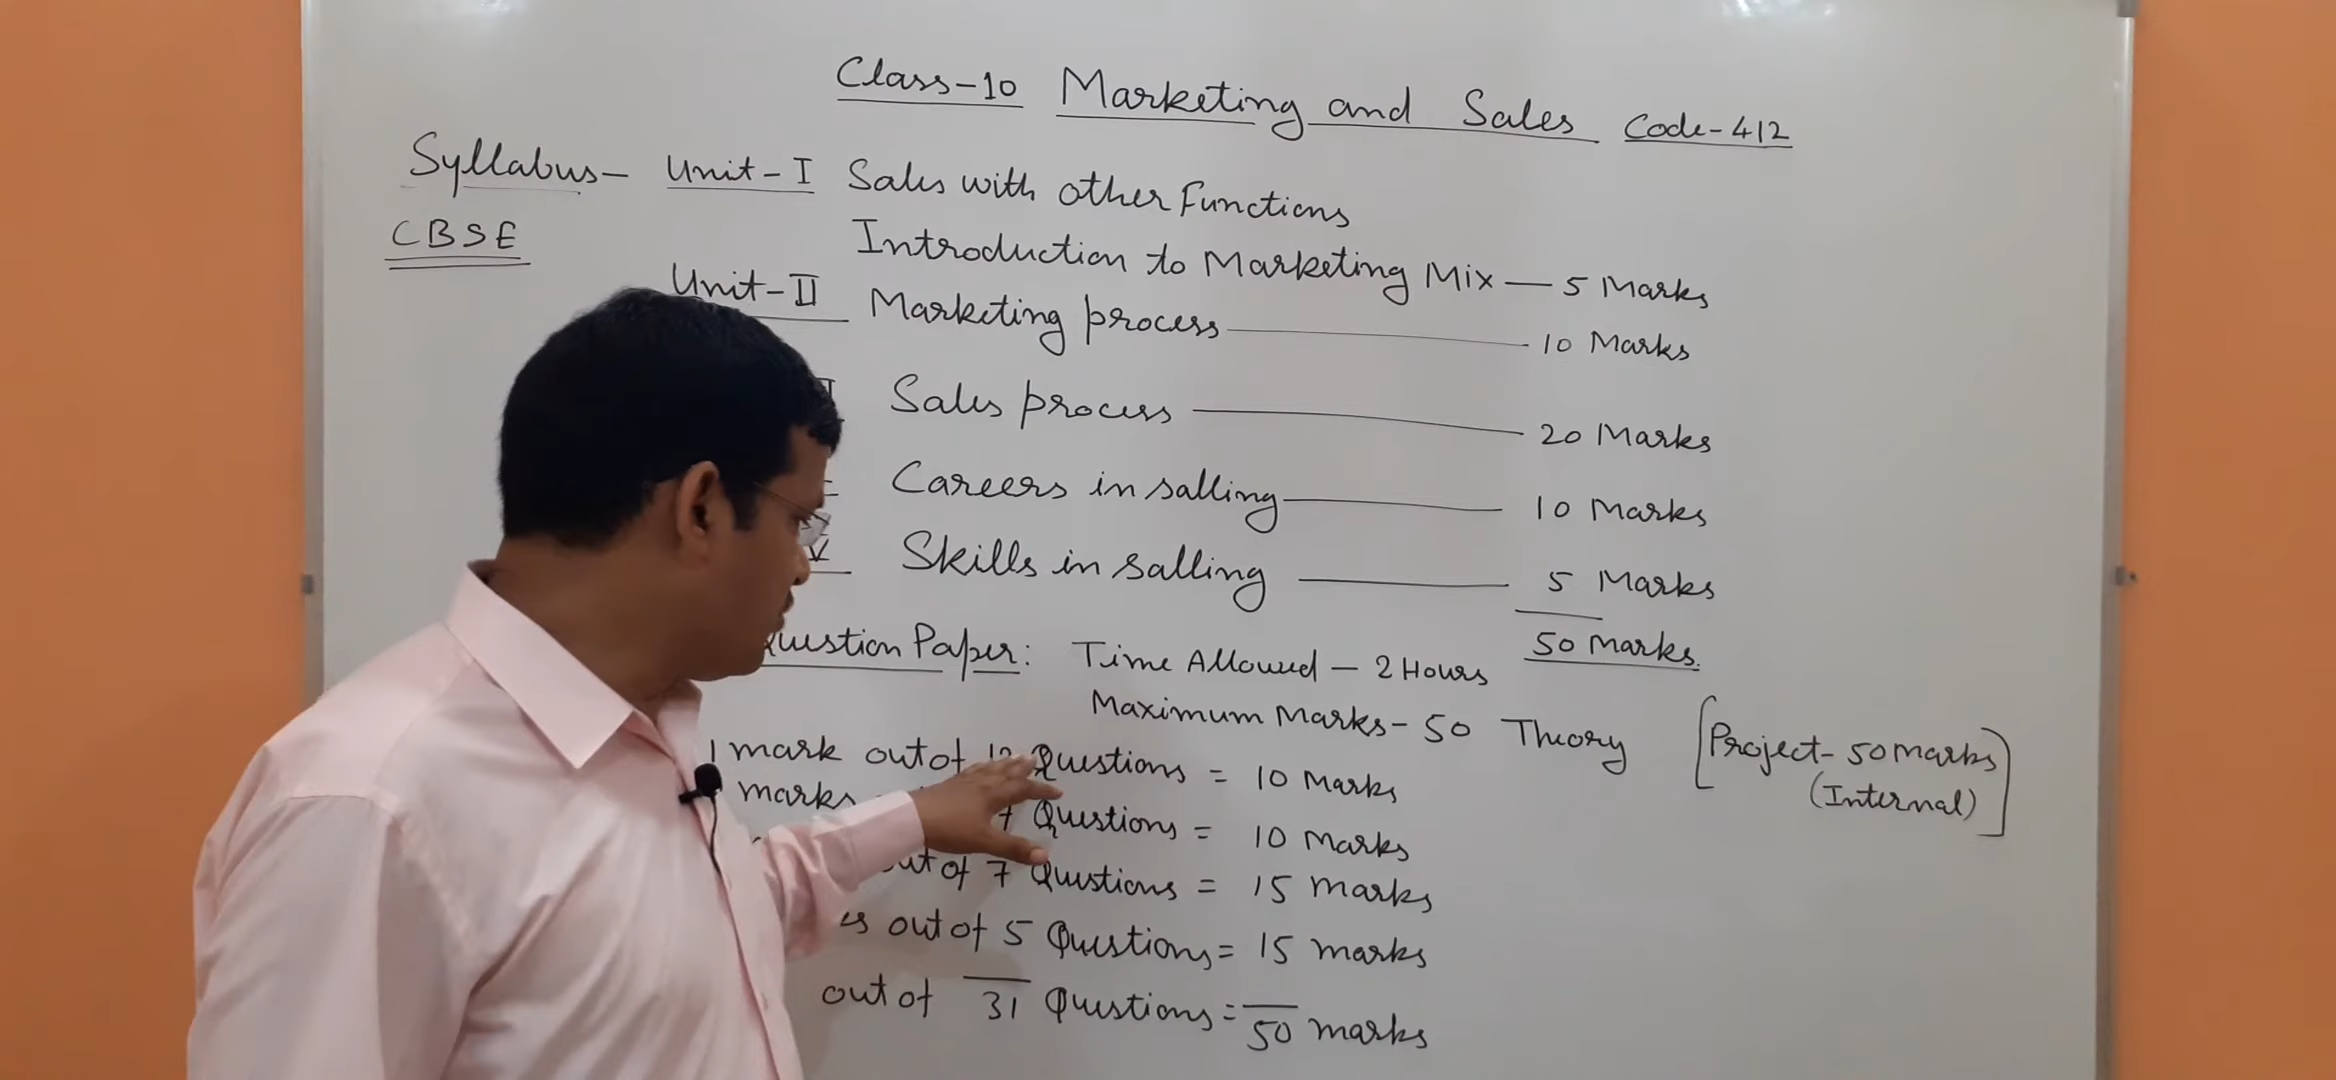 Class-10 Marketing and Sales Code-412
Syllabus- Unit-I Sales with other Functions
CBSE
Introduction to Marketing Mix — 5 Marks
Unit-II Marketing process — 10 Marks
Sales process — 20 Marks
Careers in salling — 10 Marks
V Skills in salling — 5 Marks
50 Marks.
Question Paper: Time Allowed - 2 Hours
Maximum Marks- 50 Theory [Project- 50 marks
(Internal)]
1 mark out of 12 Questions = 10 Marks
marks 7 Questions = 10 Marks
out of 7 Questions = 15 marks
out of 5 Questions = 15 marks
out of 31 Questions = 50 marks